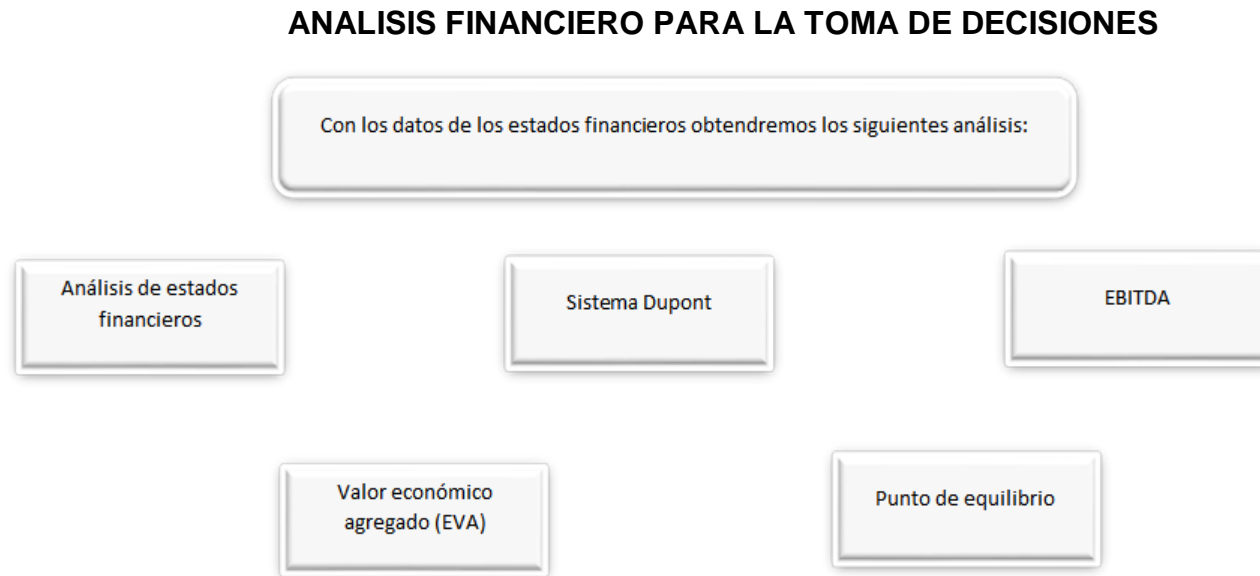 ANALISIS FINANCIERO PARA LA TOMA DE DECISIONES
Con los datos de los estados financieros obtendremos los siguientes análisis:
Análisis de estados
financieros
Sistema Dupont
EBITDA
Valor económico
agregado (EVA)
Punto de equilibrio